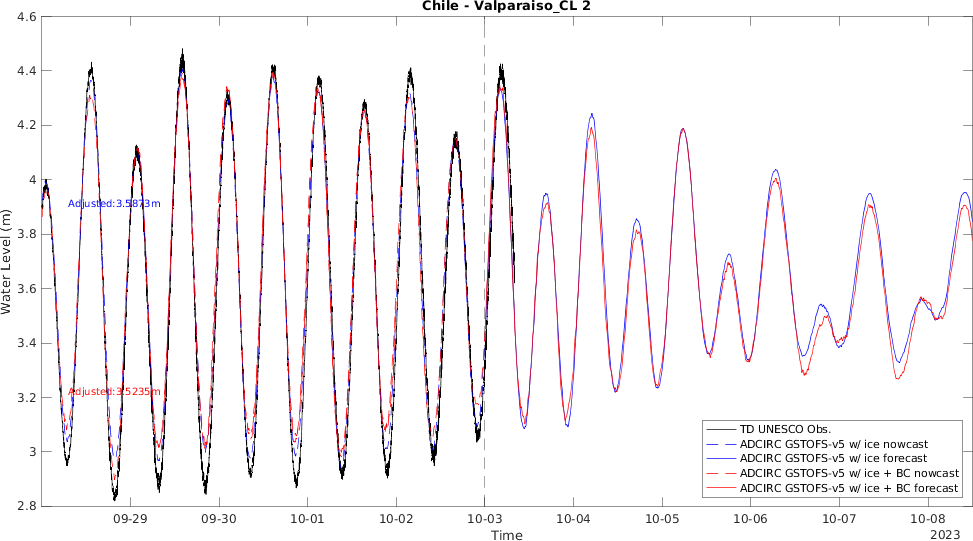 Chile - Valparaiso_CL 2
4.6
4.4
4.2
4
3.8
3.6
3.4
3.2
3
2.8
Water Level (m)
Adjusted:3.5873m
Adjusted:3.5235m
TD UNESCO Obs.
ADCIRC GSTOFS-v5 w/ ice nowcast
ADCIRC GSTOFS-v5 w/ ice forecast
ADCIRC GSTOFS-v5 w/ ice + BC nowcast
ADCIRC GSTOFS-v5 w/ ice + BC forecast
09-29 09-30 10-01 10-02 10-03 10-04 10-05 10-06 10-07 10-08
2023
Time